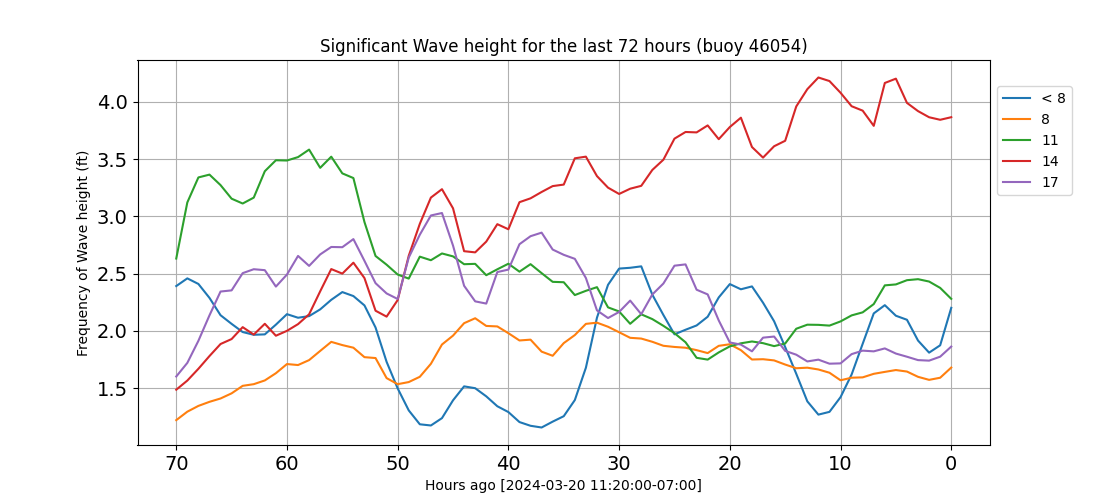 Significant Wave height for the last 72 hours (buoy 46054)
Frequency of Wave height (ft)
4.0
3.5
3.0
2.5
2.0
1.5
70 60 50 40 30 20 10 0
Hours ago [2024-03-20 11:20:00-07:00]
< 8
8
11
14
17